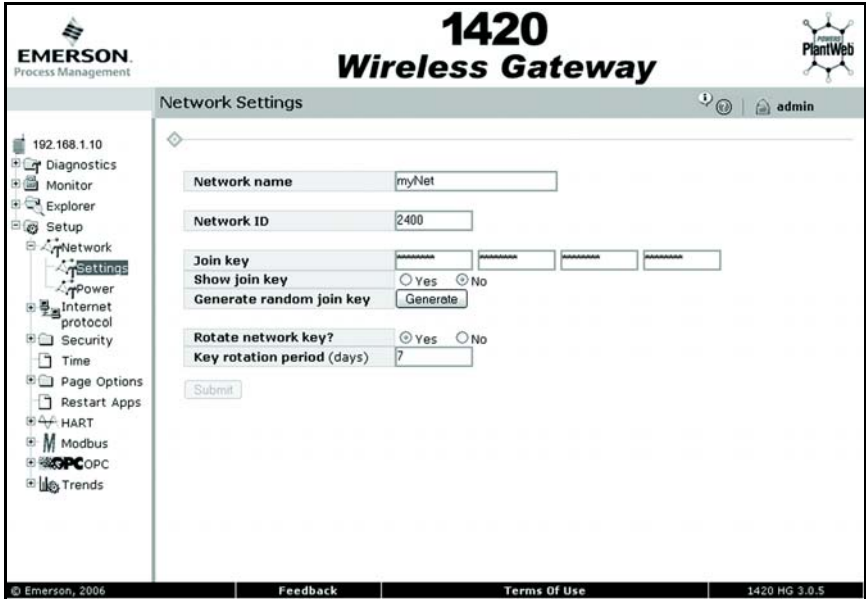 EMERSON.
Process Management
1420
Wireless Gateway
POWERS
PlantWeb
Network Settings
admin
192.168.1.10
Diagnostics
Monitor
Explorer
Setup
Network
Settings
Power
Internet
protocol
Security
Time
Page Options
Restart Apps
HART
Modbus
OPC OPC
Trends
Network name myNet
Network ID 2400
Join key ******** ******** ******** ********
Show join key Yes No
Generate random join key Generate
Rotate network key? Yes No
Key rotation period (days) 7
Submit
© Emerson, 2006 Feedback Terms Of Use 1420 HG 3.0.5